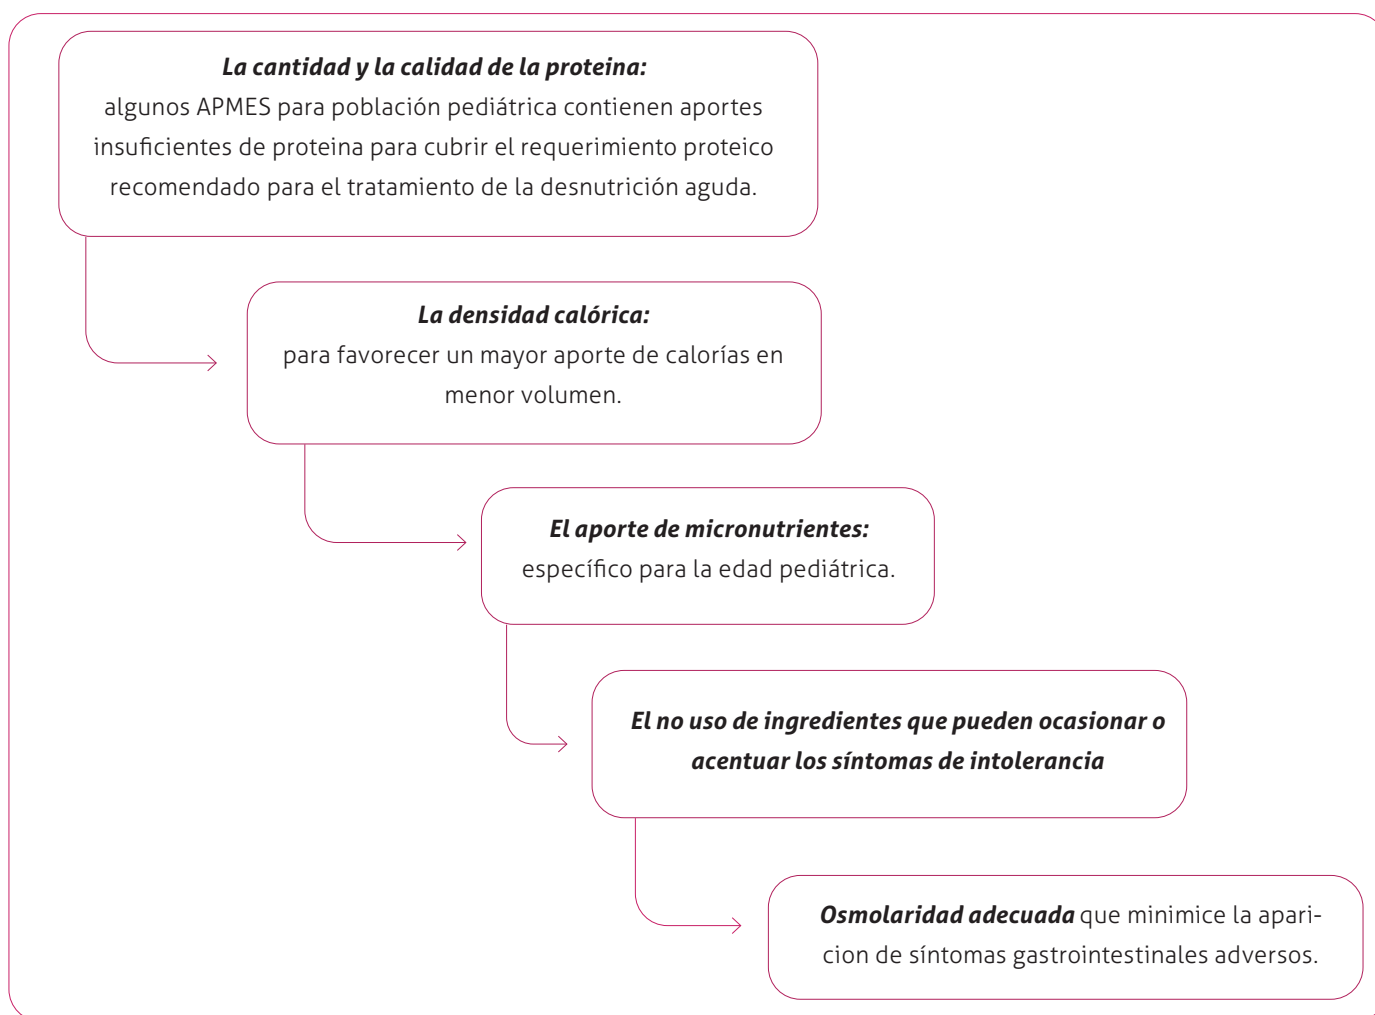 La cantidad y la calidad de la proteina:
algunos APMES para población pediátrica contienen aportes
insuficientes de proteina para cubrir el requerimiento proteico
recomendado para el tratamiento de la desnutrición aguda.
La densidad calórica:
para favorecer un mayor aporte de calorías en
menor volumen.
El aporte de micronutrientes:
específico para la edad pediátrica.
El no uso de ingredientes que pueden ocasionar o
acentuar los síntomas de intolerancia
Osmolaridad adecuada que minimice la apari-
cion de síntomas gastrointestinales adversos.